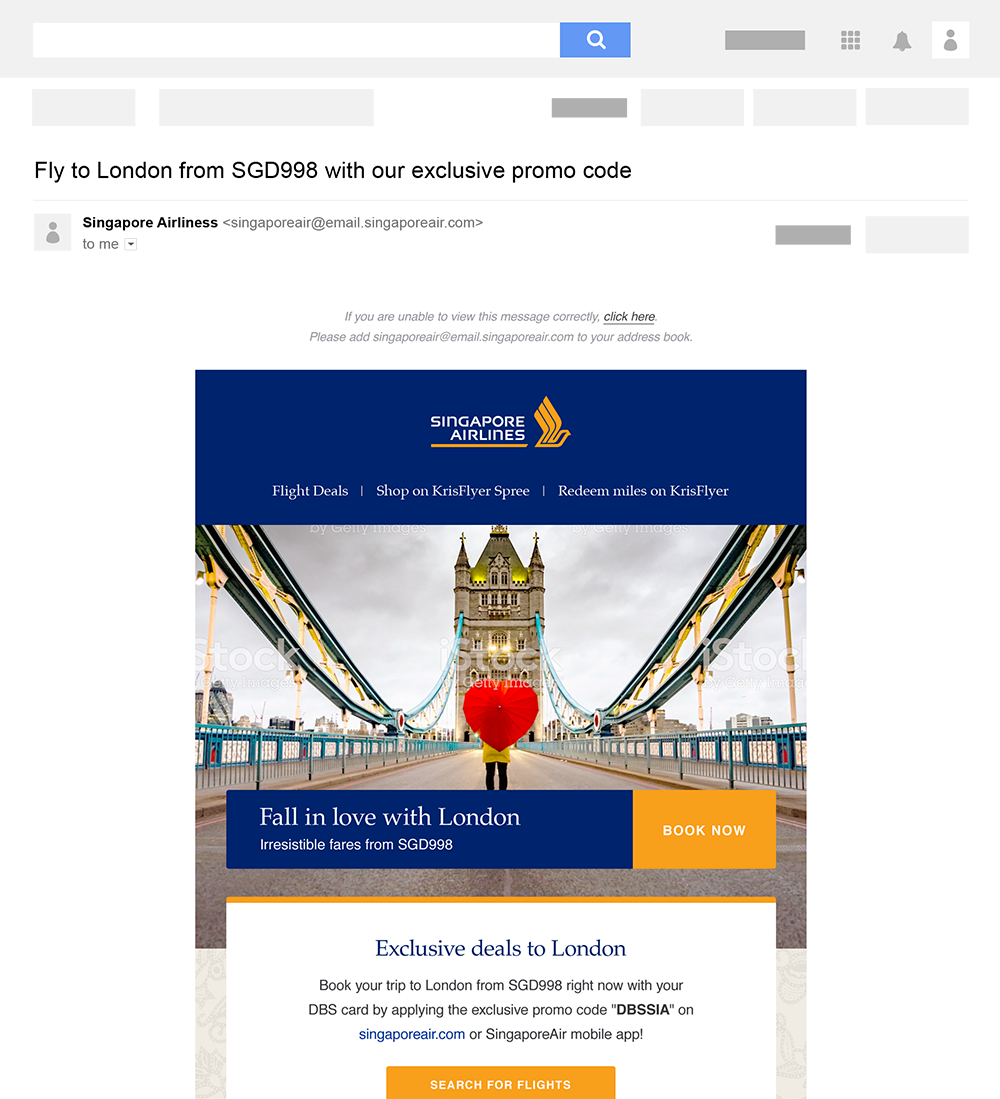 Fly to London from SGD998 with our exclusive promo code
Singapore Airliness <singaporeair@email.singaporeair.com>
to me
If you are unable to view this message correctly, click here.
Please add singaporeair@email.singaporeair.com to your address book.
SINGAPORE
AIRLINES
Flight Deals | Shop on KrisFlyer Spree | Redeem miles on KrisFlyer
by Getty Images by Getty Images
iStock iStock iStock
by Getty Images by Getty Images by Getty Images
Fall in love with London
Irresistible fares from SGD998
BOOK NOW
Exclusive deals to London
Book your trip to London from SGD998 right now with your
DBS card by applying the exclusive promo code "DBSSIA" on
singaporeair.com or SingaporeAir mobile app!
SEARCH FOR FLIGHTS